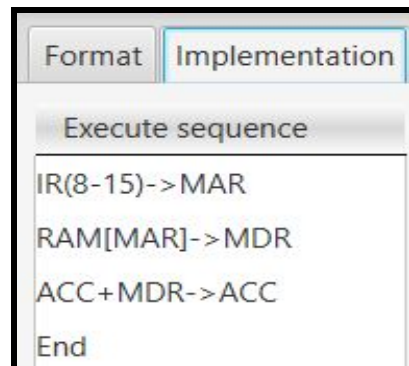 Format Implementation
Execute sequence
IR(8-15)->MAR
RAM[MAR]->MDR
ACC+MDR->ACC
End